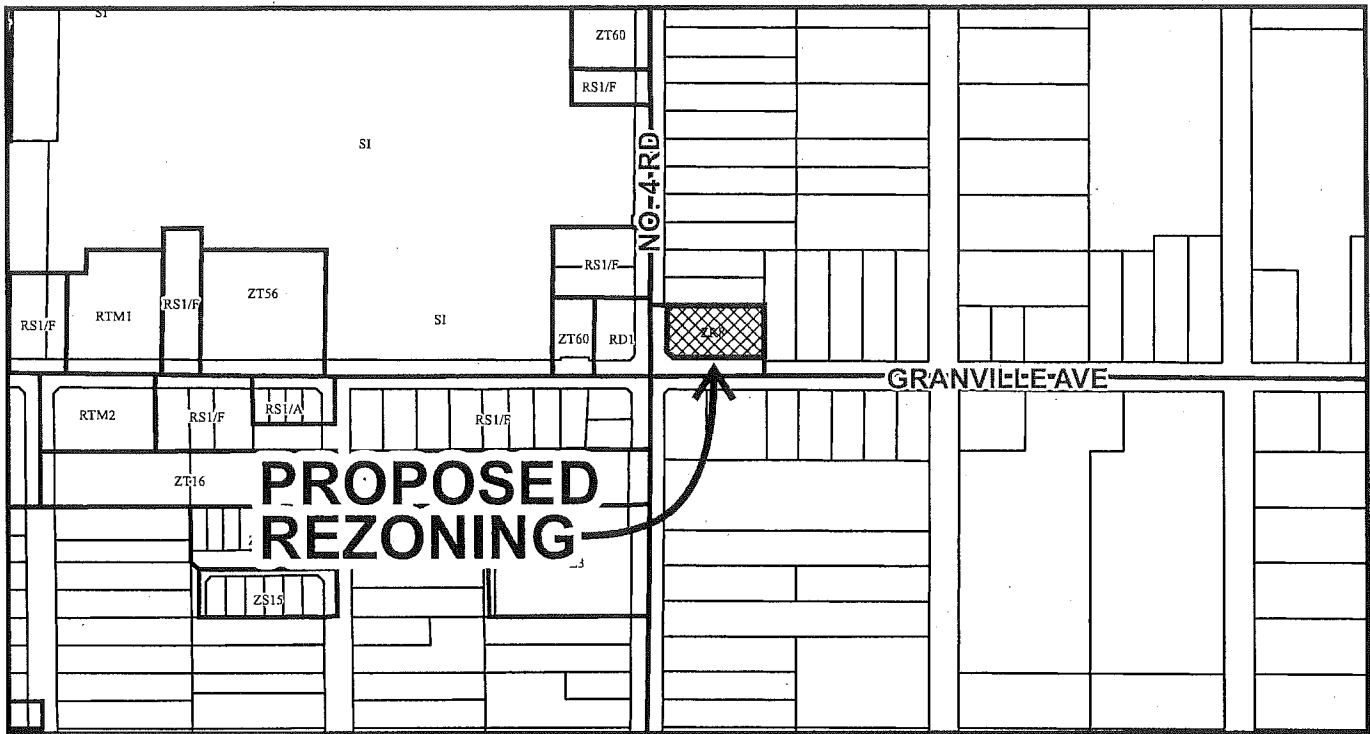 SI
ZT60
RS1/F
SI
NO. 4 RD
RS1/F
ZT56
RS1/F
RTM1
RS1/F
SI
ZT60
RD1
GRANVILLE AVE
RTM2
RS1/F
RS1/A
RS1/F
ZT16
PROPOSED
REZONING
ZS15